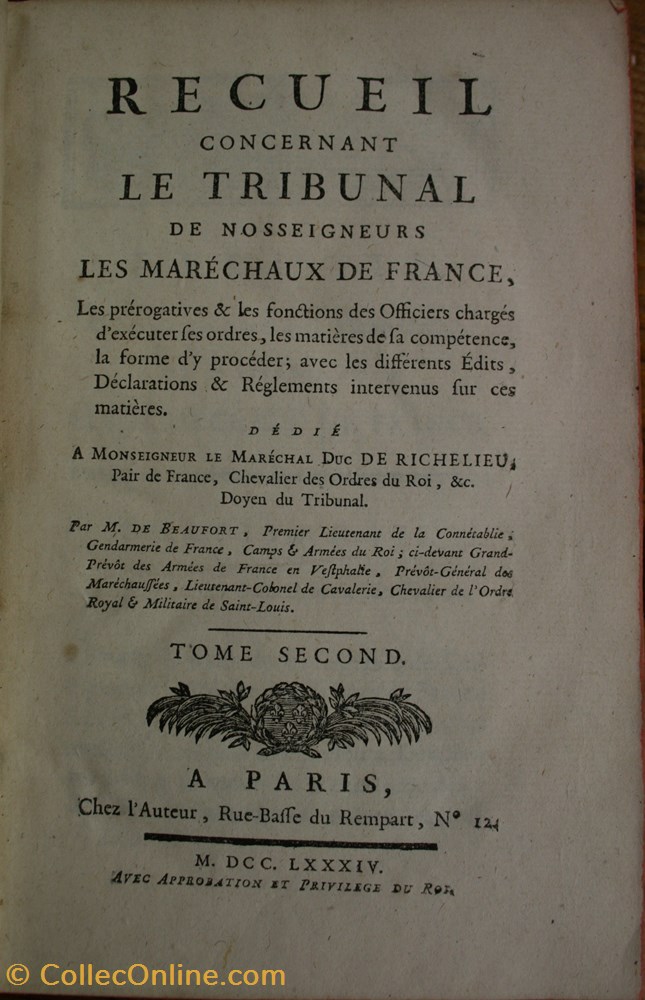 RECUEIL
CONCERNANT
LE TRIBUNAL
DE NOSSEIGNEURS
LES MARÉCHAUX DE FRANCE,
Les prérogatives & les fonctions des Officiers chargés
d'exécuter ſes ordres, les matières de ſa compétence,
la forme d'y procéder; avec les différents Édits,
Déclarations & Réglements intervenus ſur ces
matières.
DÉDIÉ
A MONSEIGNEUR LE MARÉCHAL DUC DE RICHELIEU,
Pair de France, Chevalier des Ordres du Roi, &c.
Doyen du Tribunal.
Par M. DE BEAUFORT, Premier Lieutenant de la Connétablie,
Gendarmerie de France, Camps & Armées du Roi; ci-devant Grand-
Prévôt des Armées de France en Veſtphalie, Prévôt-Général des
Maréchauſſées, Lieutenant-Colonel de Cavalerie, Chevalier de l'Ordre
Royal & Militaire de Saint-Louis.
TOME SECOND.
A PARIS,
Chez l'Auteur, Rue-Baſſe du Rempart, Nº 124
M. DCC. LXXXIV.
AVEC APPROBATION ET PRIVILEGE DU ROI.
© CollecOnline.com